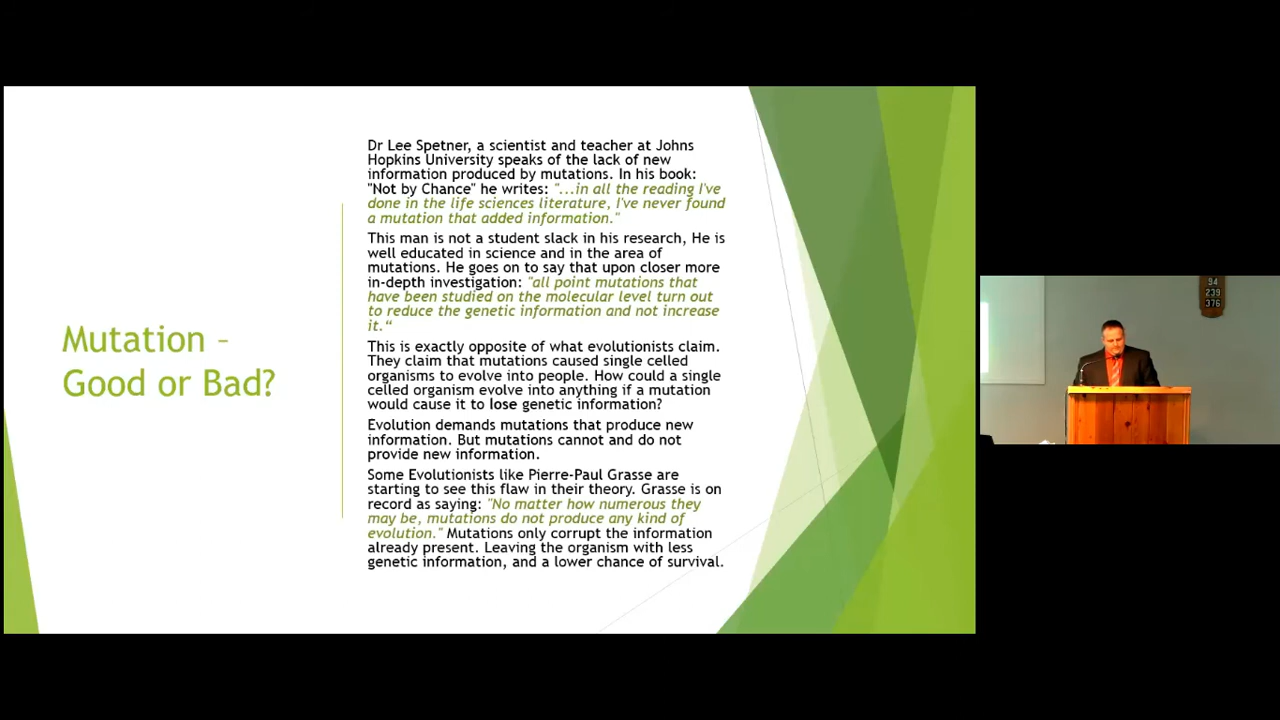 Mutation –
Good or Bad?
Dr Lee Spetner, a scientist and teacher at Johns
Hopkins University speaks of the lack of new
information produced by mutations. In his book:
"Not by Chance" he writes: "...in all the reading I've
done in the life sciences literature, I've never found
a mutation that added information."
This man is not a student slack in his research, He is
well educated in science and in the area of
mutations. He goes on to say that upon closer more
in-depth investigation: "all point mutations that
have been studied on the molecular level turn out
to reduce the genetic information and not increase
it.“
This is exactly opposite of what evolutionists claim.
They claim that mutations caused single celled
organisms to evolve into people. How could a single
celled organism evolve into anything if a mutation
would cause it to lose genetic information?
Evolution demands mutations that produce new
information. But mutations cannot and do not
provide new information.
Some Evolutionists like Pierre-Paul Grasse are
starting to see this flaw in their theory. Grasse is on
record as saying: "No matter how numerous they
may be, mutations do not produce any kind of
evolution." Mutations only corrupt the information
already present. Leaving the organism with less
genetic information, and a lower chance of survival.
94
239
376